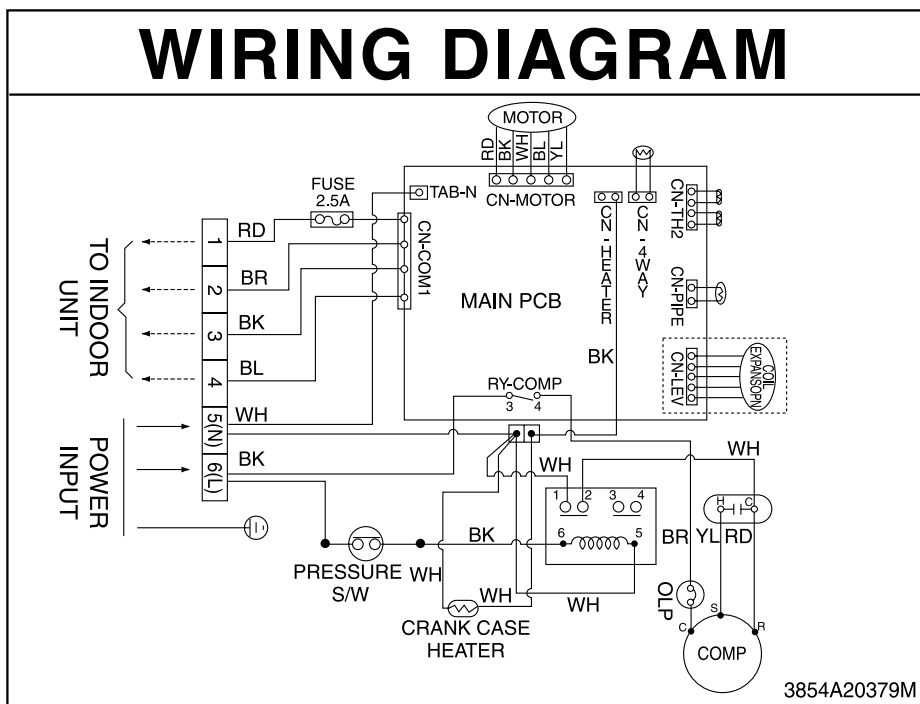 WIRING DIAGRAM
MOTOR
RD
BK
WH
BL
YL
CN-MOTOR
FUSE
2.5A
TAB-N
CN-COM1
CN-HEATER
CN-4WAY
CN-TH2
CN-PIPE
CN-LEV
EXPANSOPN
COIL
MAIN PCB
TO INDOOR
UNIT
1
RD
2
BR
3
BK
4
BL
5(N)
WH
6(L)
BK
POWER
INPUT
RY-COMP
3 4
BK
WH
WH
1 2 3 4
6 5
H C
BK
BR
YL
RD
PRESSURE
S/W
WH
WH
WH
CRANK CASE
HEATER
OLP
C
S
R
COMP
3854A20379M